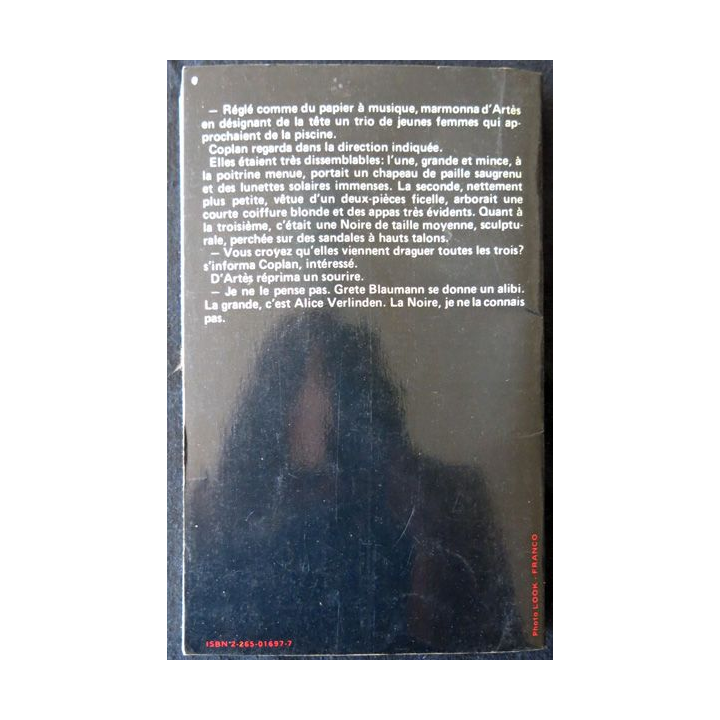 — Réglé comme du papier à musique, marmonna d'Artès
en désignant de la tête un trio de jeunes femmes qui ap-
prochaient de la piscine.
Coplan regarda dans la direction indiquée.
Elles étaient très dissemblables: l'une, grande et mince, à
la poitrine menue, portait un chapeau de paille saugrenu
et des lunettes solaires immenses. La seconde, nettement
plus petite, vêtue d'un deux-pièces ficelle, arborait une
courte coiffure blonde et des appas très évidents. Quant à
la troisième, c'était une Noire de taille moyenne, sculptu-
rale, perchée sur des sandales à hauts talons.
— Vous croyez qu'elles viennent draguer toutes les trois?
s'informa Coplan, intéressé.
D'Artès réprima un sourire.
— Je ne le pense pas. Grete Blaumann se donne un alibi.
La grande, c'est Alice Verlinden. La Noire, je ne la connais
pas.
Photo LOOK - FRANCO
ISBN 2-265-01697-7